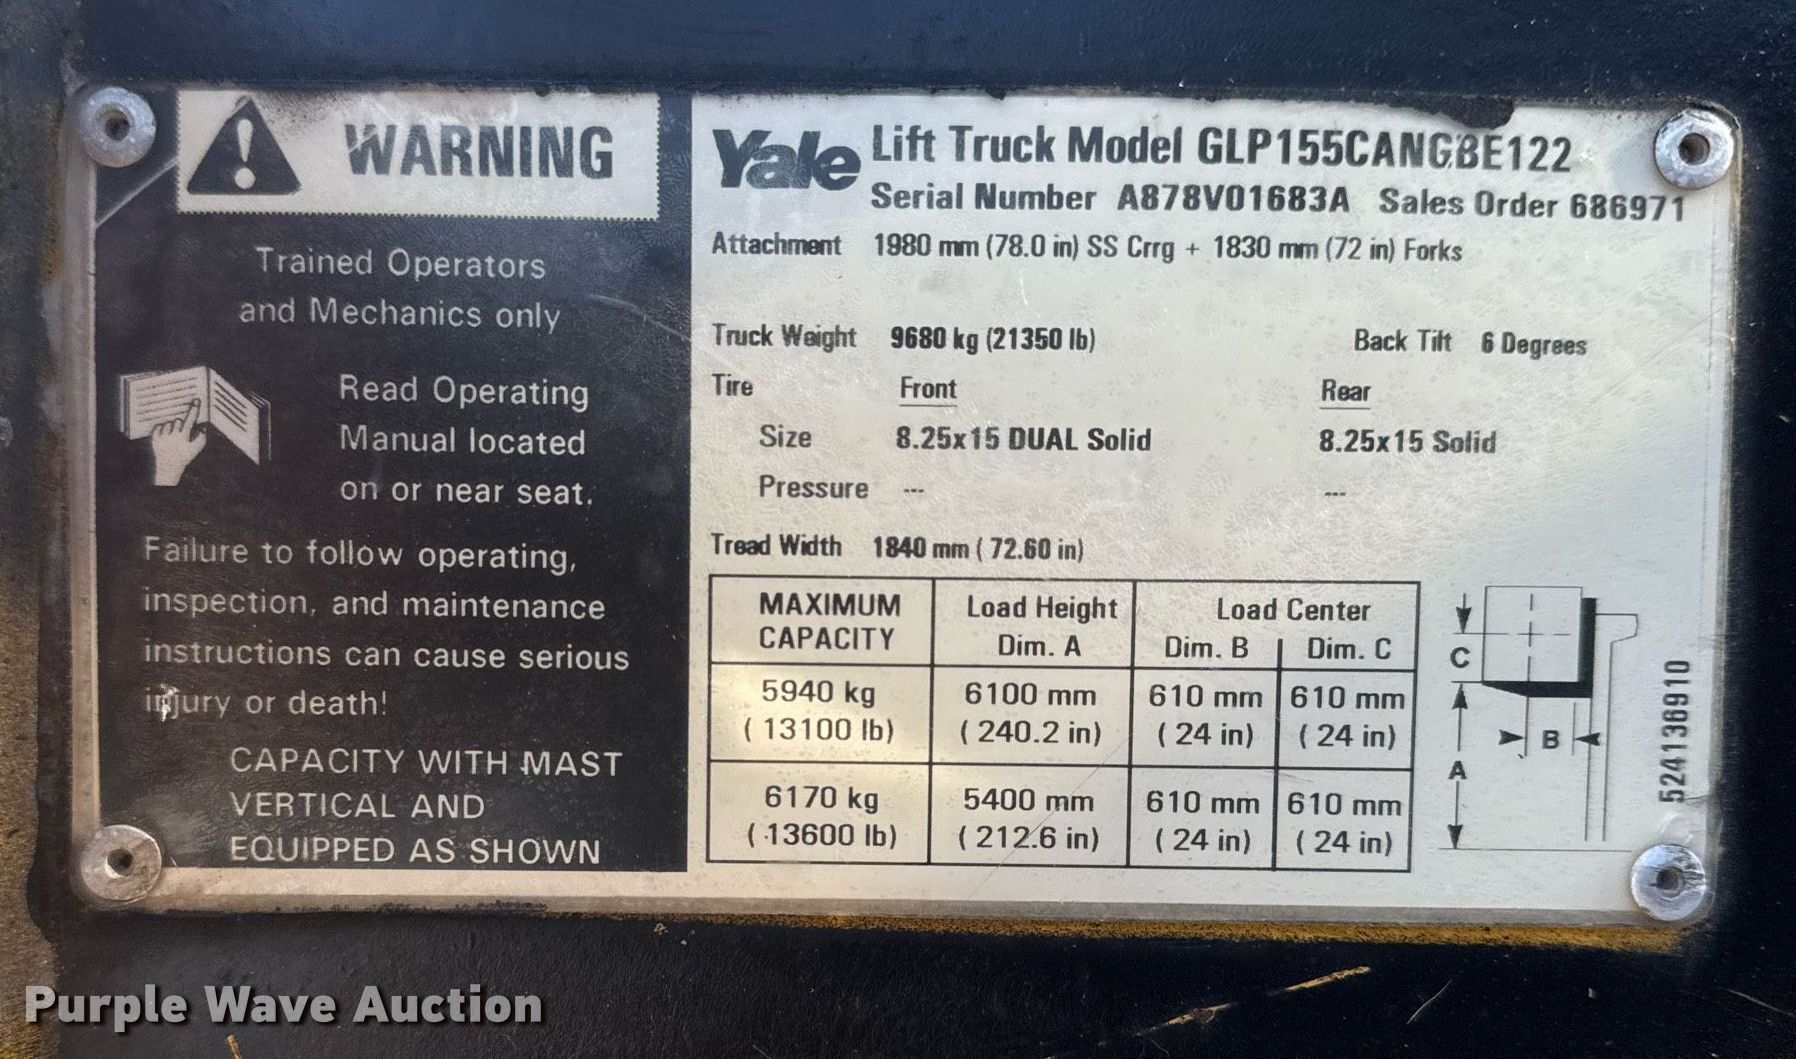 WARNING
Trained Operators
and Mechanics only
Read Operating
Manual located
on or near seat.
Failure to follow operating,
inspection, and maintenance
instructions can cause serious
injury or death!
CAPACITY WITH MAST
VERTICAL AND
EQUIPPED AS SHOWN
Yale Lift Truck Model GLP155CANGBE122
Serial Number A878V01683A Sales Order 686971
Attachment 1980 mm (78.0 in) SS Crrg + 1830 mm (72 in) Forks
Truck Weight 9680 kg (21350 lb) Back Tilt 6 Degrees
Tire Front Rear
Size 8.25x15 DUAL Solid 8.25x15 Solid
Pressure --- ---
Tread Width 1840 mm ( 72.60 in)
MAXIMUM Load Height Load Center
CAPACITY Dim. A Dim. B Dim. C
5940 kg 6100 mm 610 mm 610 mm
( 13100 lb) ( 240.2 in) ( 24 in) ( 24 in)
6170 kg 5400 mm 610 mm 610 mm
( 13600 lb) ( 212.6 in) ( 24 in) ( 24 in)
C
B
A
524136910
Purple Wave Auction